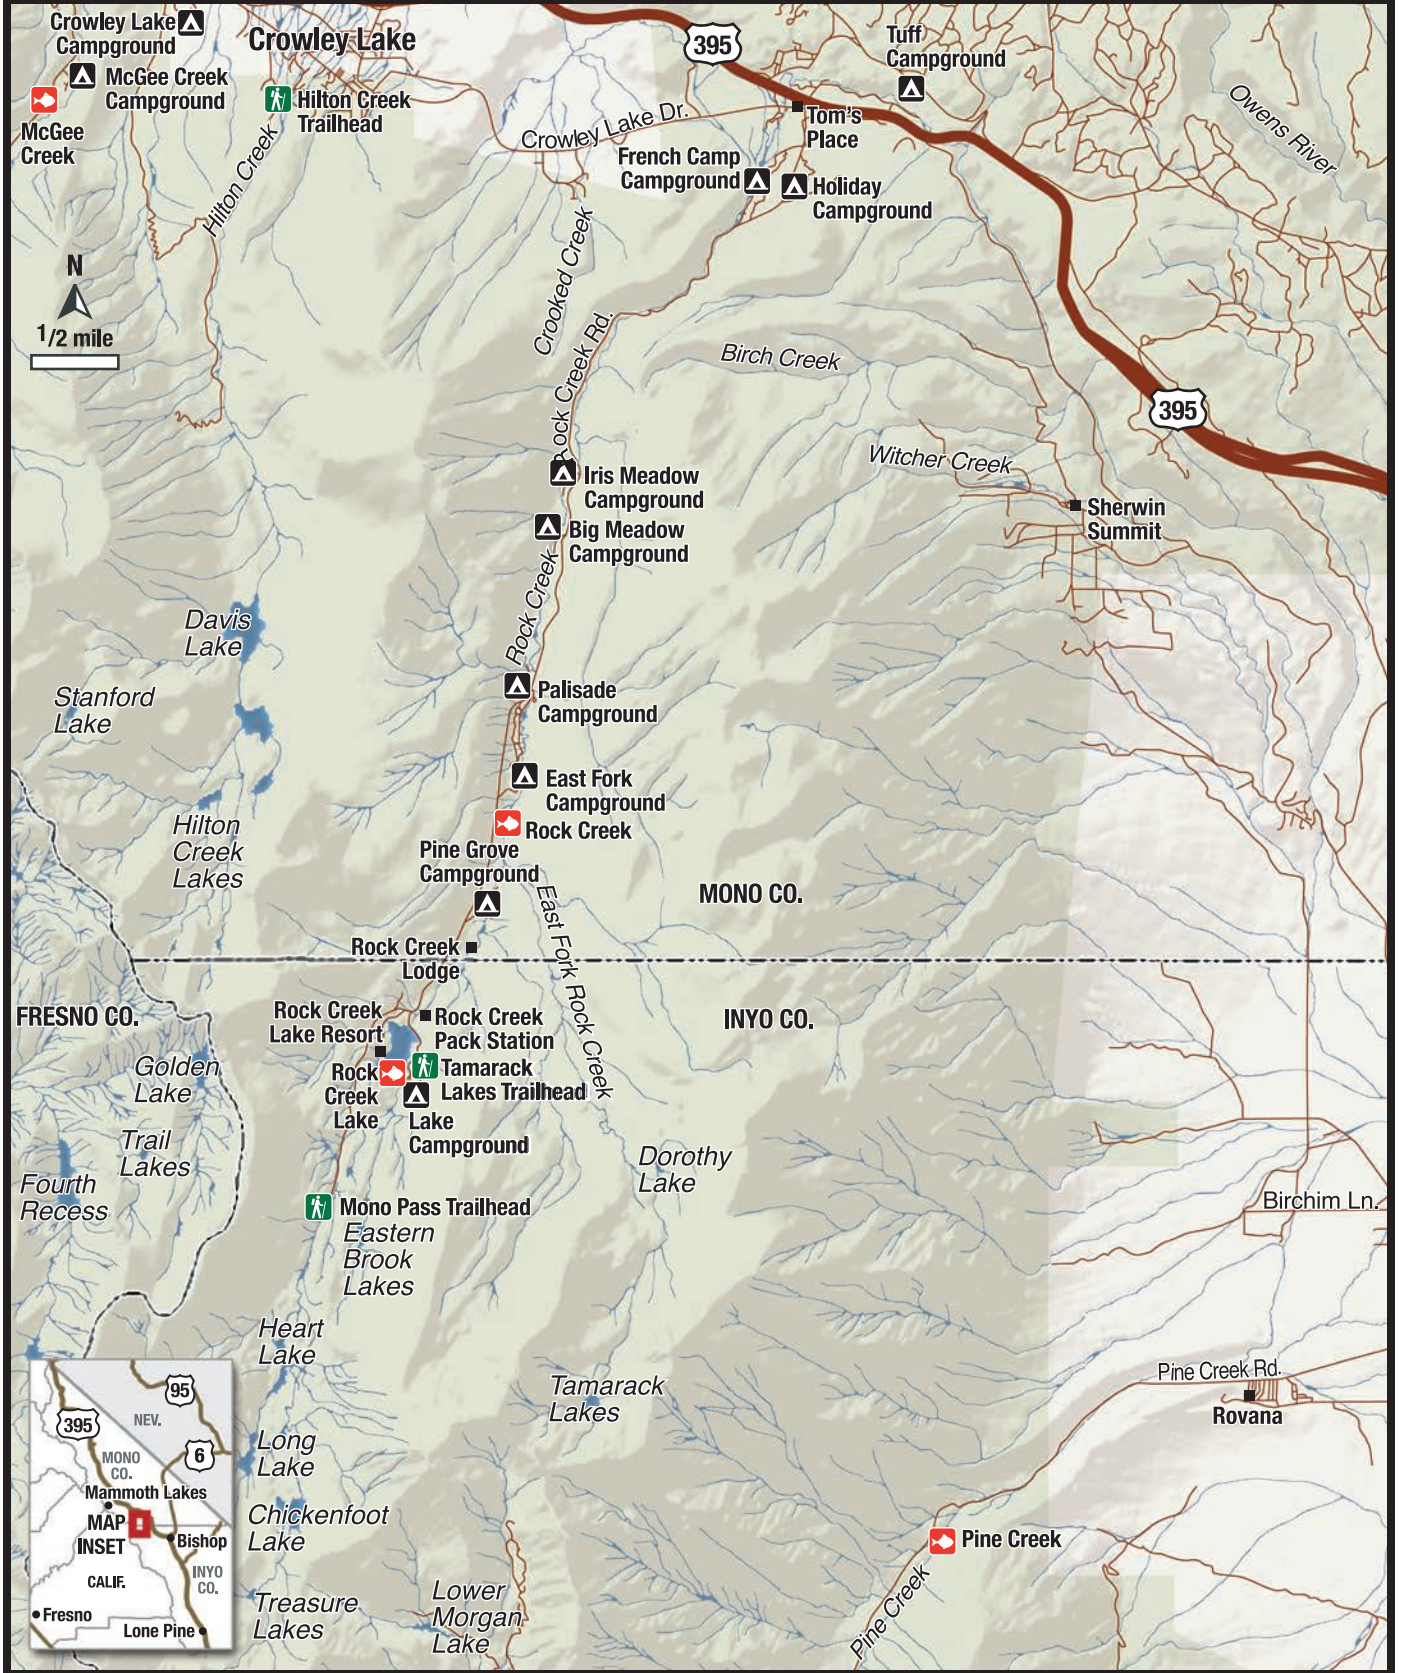 Crowley Lake
Campground
McGee Creek
Campground
McGee
Creek
Crowley Lake
Hilton Creek
Trailhead
Hilton Creek
395
Tuff
Campground
Owens River
Crowley Lake Dr.
Tom's
Place
French Camp
Campground
Holiday
Campground
N
1/2 mile
Crooked Creek
Rock Creek Rd.
Birch Creek
395
Iris Meadow
Campground
Witcher Creek
Big Meadow
Campground
Sherwin
Summit
Rock Creek
Davis
Lake
Stanford
Lake
Palisade
Campground
East Fork
Campground
Rock Creek
Hilton
Creek
Lakes
Pine Grove
Campground
MONO CO.
East Fork Rock Creek
Rock Creek
Lodge
FRESNO CO.
Rock Creek
Lake Resort
Rock Creek
Pack Station
INYO CO.
Golden
Lake
Rock
Creek
Lake
Tamarack
Lakes Trailhead
Lake
Campground
Trail
Lakes
Fourth
Recess
Dorothy
Lake
Mono Pass Trailhead
Birchim Ln.
Eastern
Brook
Lakes
Heart
Lake
Tamarack
Lakes
Pine Creek Rd.
Rovana
Long
Lake
Chickenfoot
Lake
Pine Creek
Pine Creek
Treasure
Lakes
Lower
Morgan
Lake
95
395
NEV.
6
MONO
CO.
Mammoth Lakes
MAP
INSET
Bishop
INYO
CO.
CALIF.
Fresno
Lone Pine